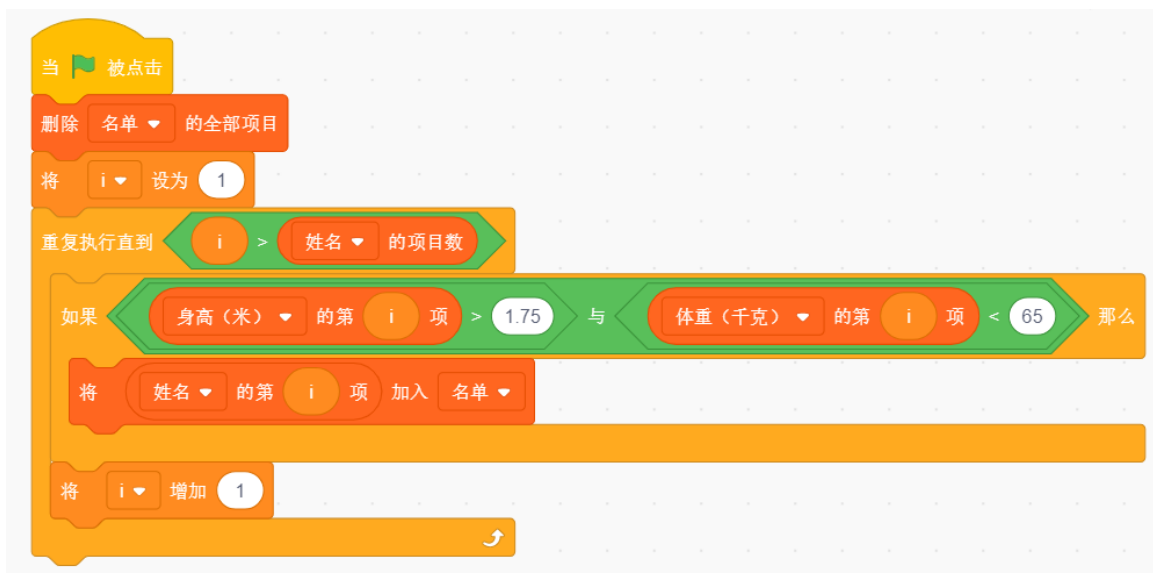 当 被点击
删除 名单 的全部项目
将 i 设为 1
重复执行直到 i > 姓名 的项目数
如果 身高（米） 的第 i 项 > 1.75 与 体重（千克） 的第 i 项 < 65 那么
将 姓名 的第 i 项 加入 名单
将 i 增加 1